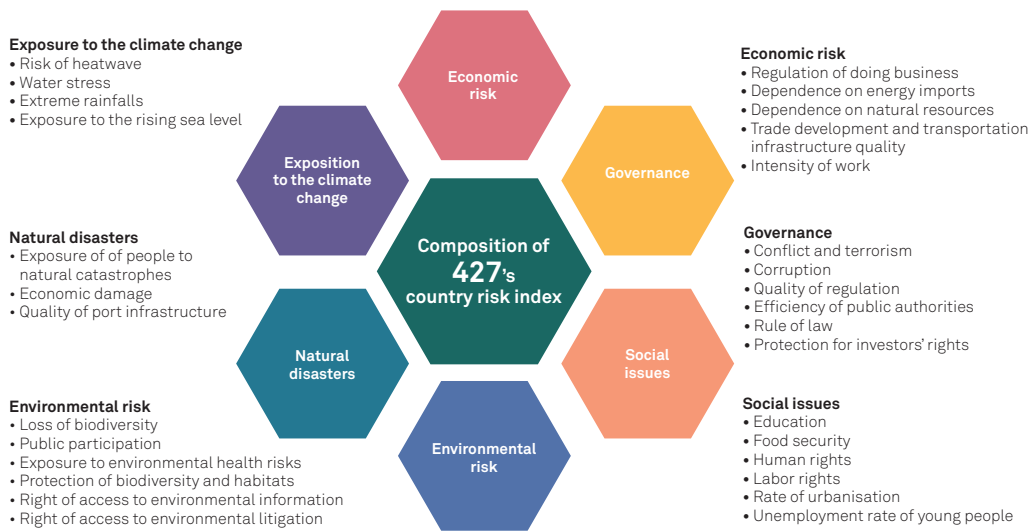 Exposure to the climate change
• Risk of heatwave
• Water stress
• Extreme rainfalls
• Exposure to the rising sea level
Natural disasters
• Exposure of of people to
natural catastrophes
• Economic damage
• Quality of port infrastructure
Environmental risk
• Loss of biodiversity
• Public participation
• Exposure to environmental health risks
• Protection of biodiversity and habitats
• Right of access to environmental information
• Right of access to environmental litigation
Economic
risk
Exposition
to the climate
change
Governance
Composition of
427's
country risk index
Natural
disasters
Social
issues
Environmental
risk
Economic risk
• Regulation of doing business
• Dependence on energy imports
• Dependence on natural resources
• Trade development and transportation
infrastructure quality
• Intensity of work
Governance
• Conflict and terrorism
• Corruption
• Quality of regulation
• Efficiency of public authorities
• Rule of law
• Protection for investors' rights
Social issues
• Education
• Food security
• Human rights
• Labor rights
• Rate of urbanisation
• Unemployment rate of young people